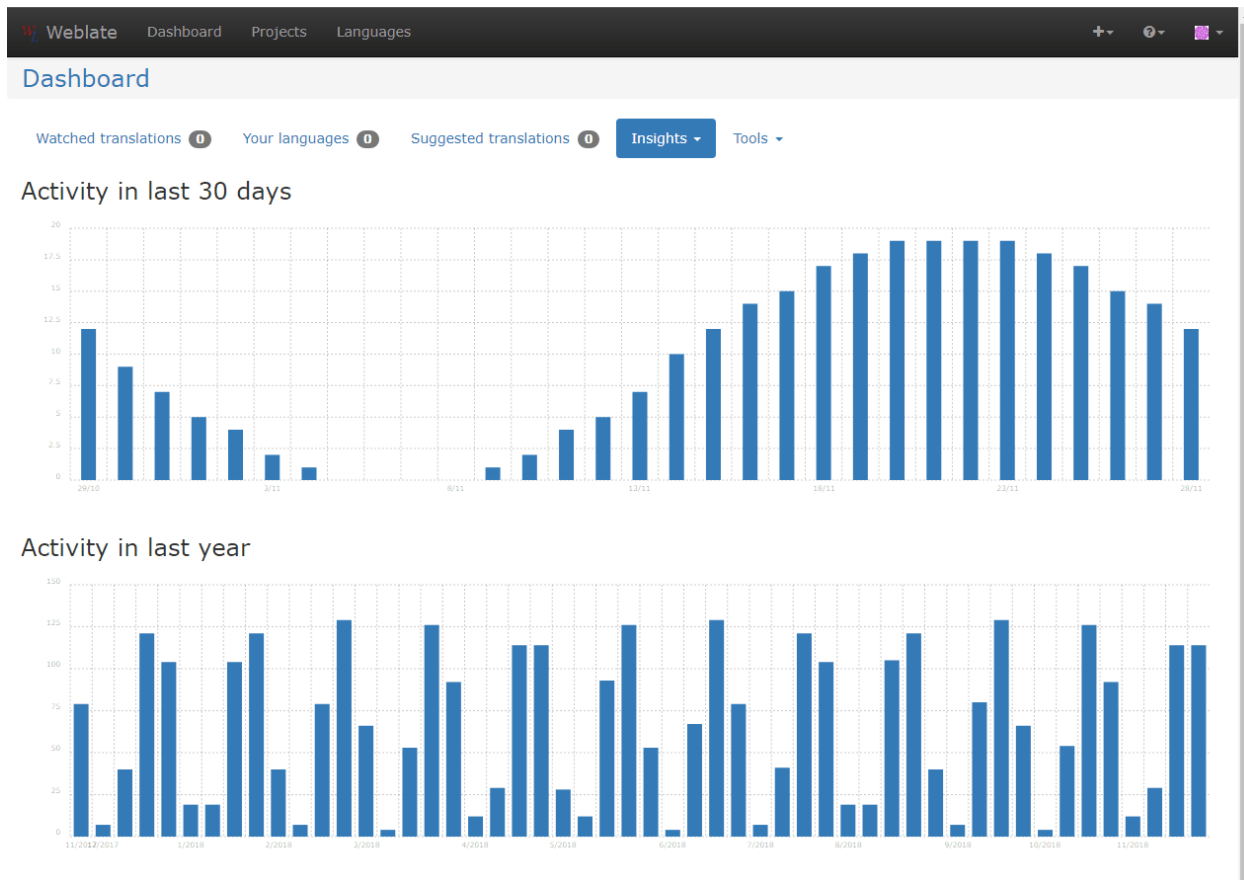 Weblate Dashboard Projects Languages
Dashboard
Watched translations 0 Your languages 0 Suggested translations 0 Insights Tools
Activity in last 30 days
20
17.5
15
12.5
10
7.5
5
2.5
0
29/10 3/11 8/11 13/11 18/11 23/11 28/11
Activity in last year
150
125
100
75
50
25
0
11/2017 12/2017 1/2018 2/2018 3/2018 4/2018 5/2018 6/2018 7/2018 8/2018 9/2018 10/2018 11/2018